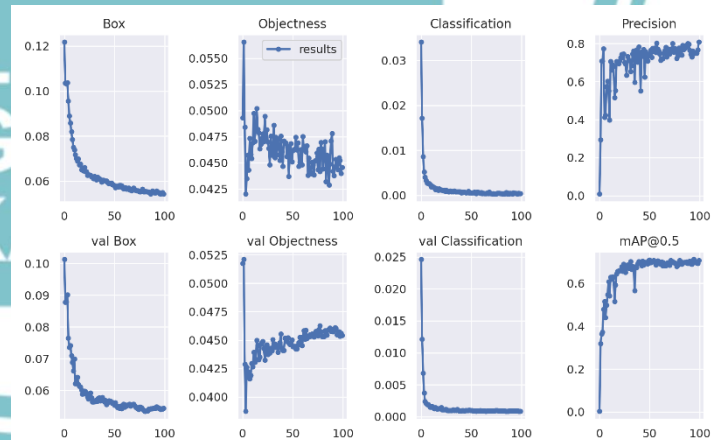 Box
Objectness
Classification
Precision
results
0.12
0.10
0.08
0.06
0.0550
0.0525
0.0500
0.0475
0.0450
0.0425
0.03
0.02
0.01
0.00
0.8
0.6
0.4
0.2
0.0
0 50 100
0 50 100
0 50 100
0 50 100
val Box
val Objectness
val Classification
mAP@0.5
0.10
0.09
0.08
0.07
0.06
0.0525
0.0500
0.0475
0.0450
0.0425
0.0400
0.025
0.020
0.015
0.010
0.005
0.000
0.6
0.4
0.2
0.0
0 50 100
0 50 100
0 50 100
0 50 100